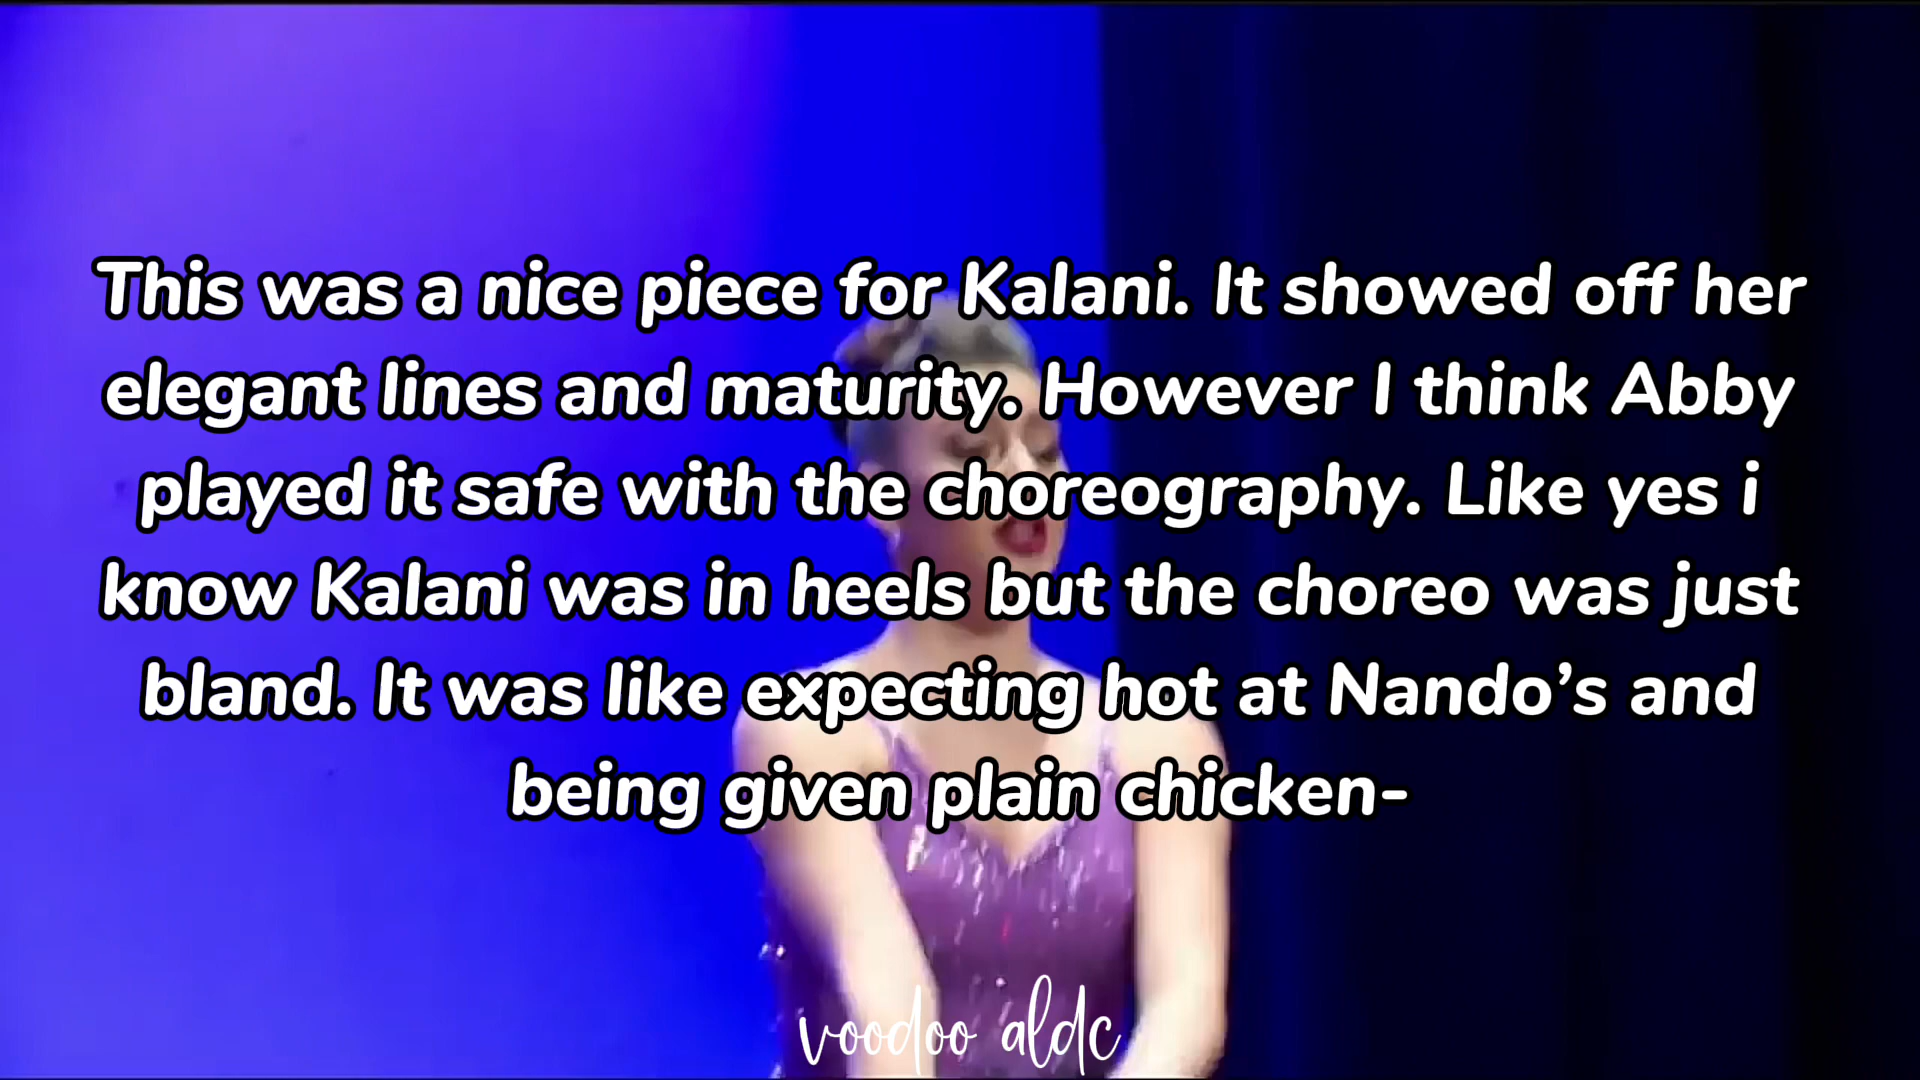 This was a nice piece for Kalani. It showed off her
elegant lines and maturity. However I think Abby
played it safe with the choreography. Like yes i
know Kalani was in heels but the choreo was just
bland. It was like expecting hot at Nando’s and
being given plain chicken-
voodoo aldc